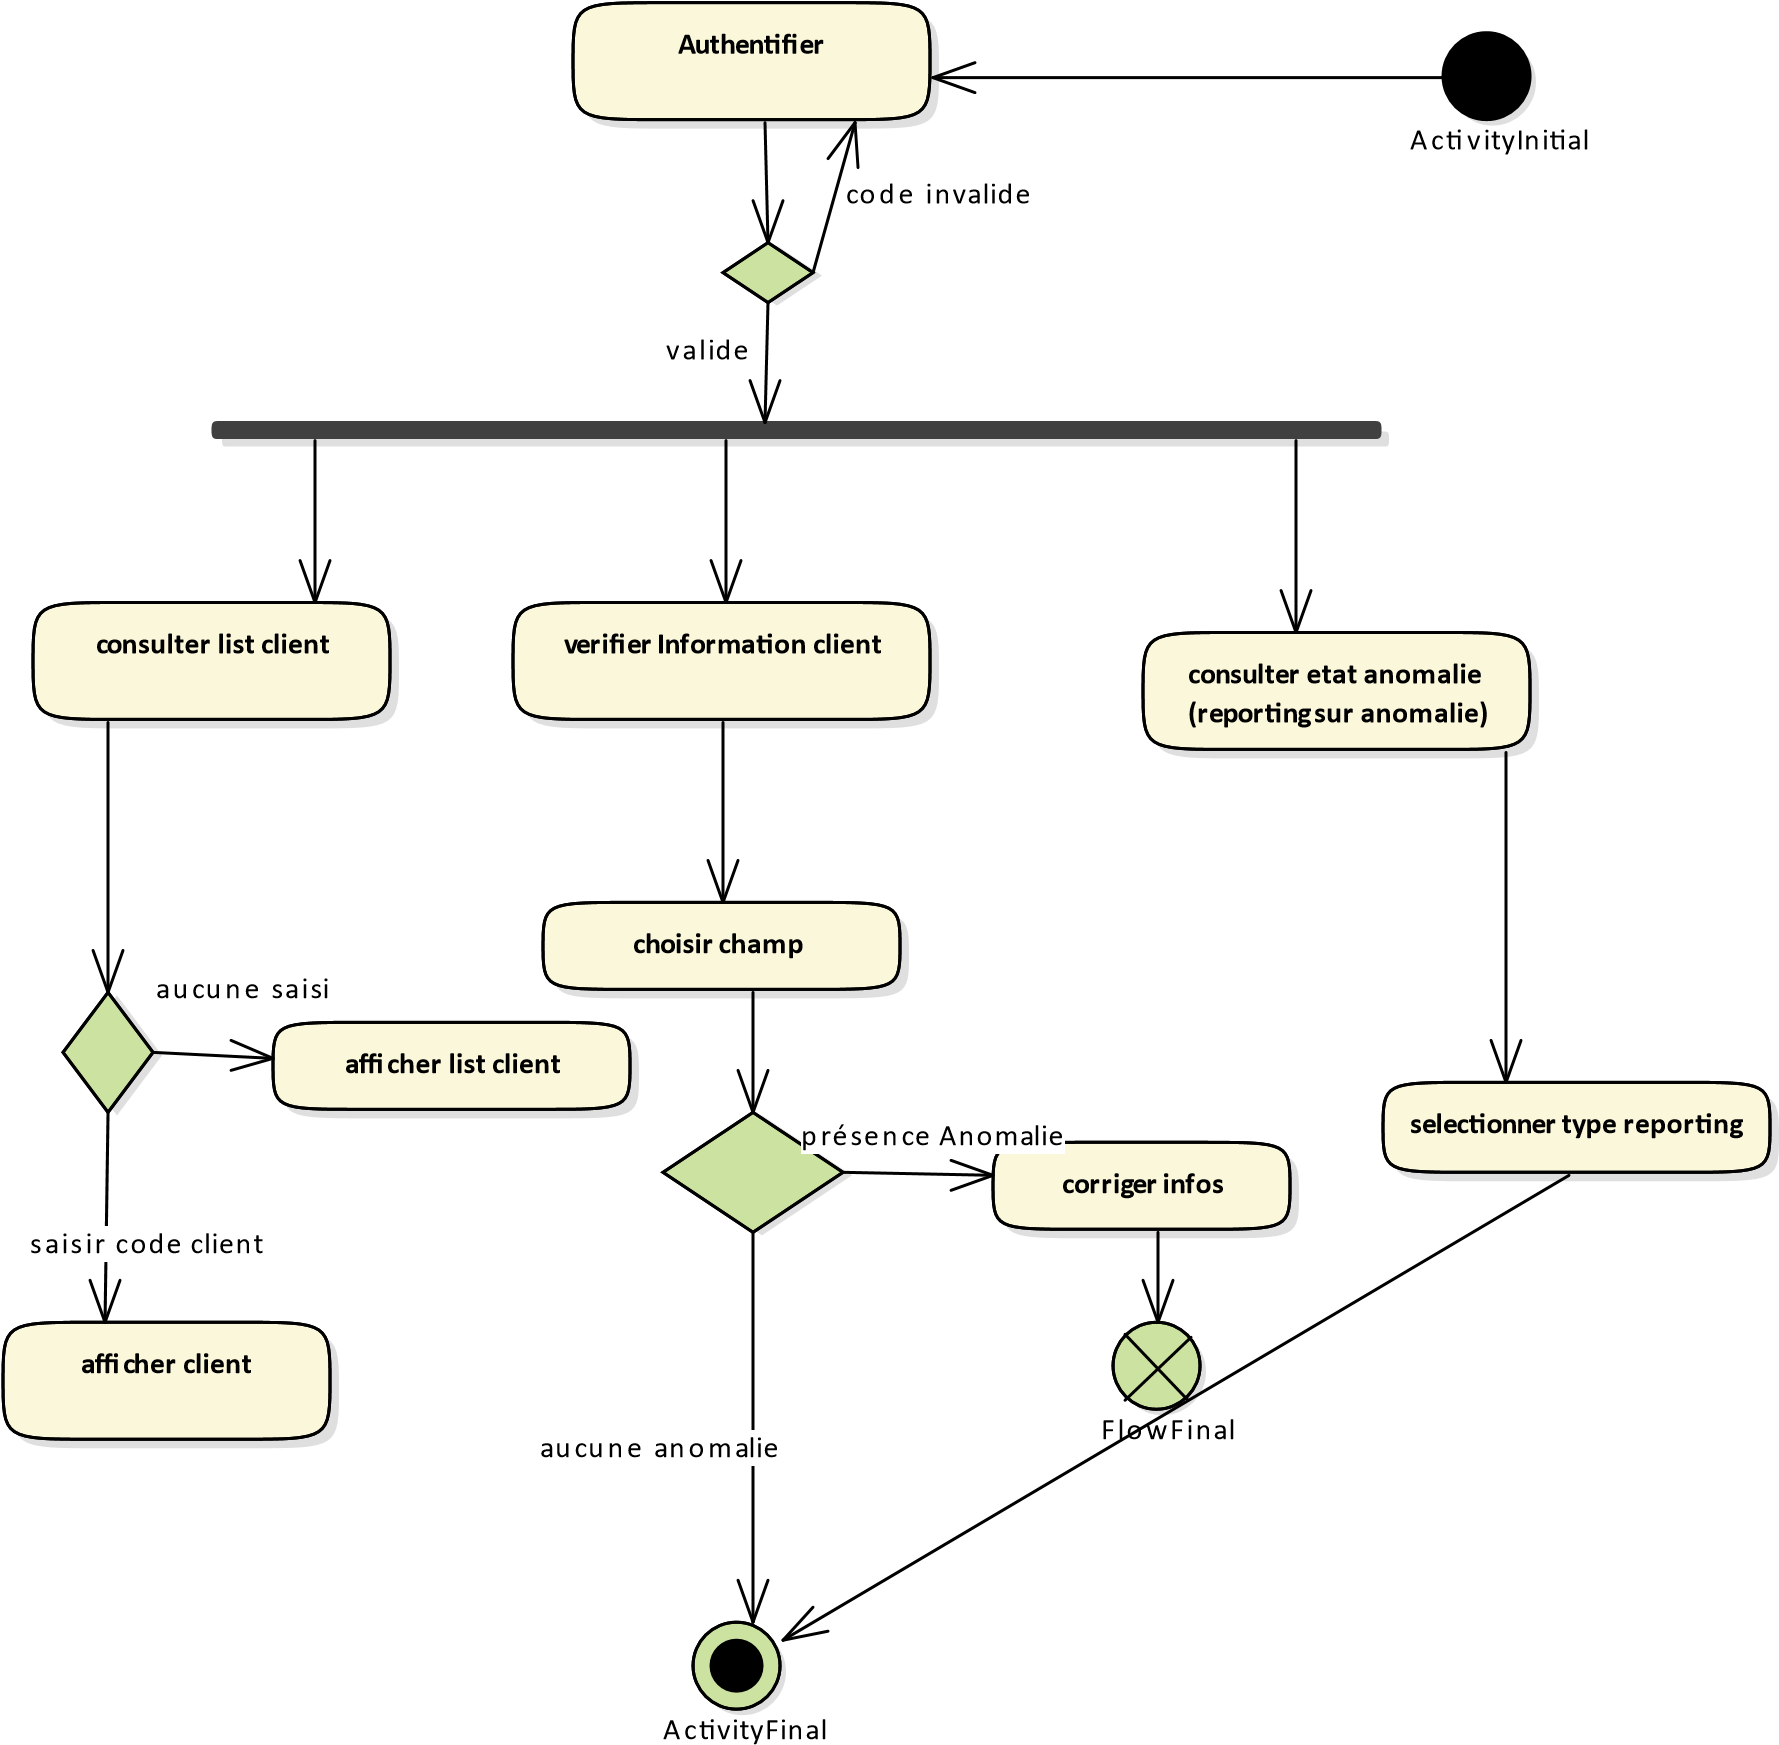 Authentifier
ActivityInitial
code invalide
valide
consulter list client
verifier Information client
consulter etat anomalie
(reporting sur anomalie)
choisir champ
aucune saisi
afficher list client
selectionner type reporting
présence Anomalie
corriger infos
saisir code client
afficher client
FlowFinal
aucune anomalie
ActivityFinal